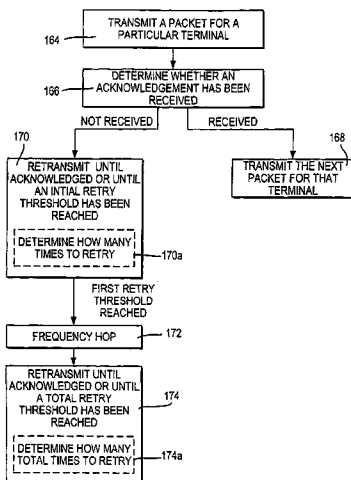 164
TRANSMIT A PACKET FOR A
PARTICULAR TERMINAL
166
DETERMINE WHETHER AN
ACKNOWLEDGEMENT HAS BEEN
RECEIVED
NOT RECEIVED
RECEIVED
170
RETRANSMIT UNTIL
ACKNOWLEDGED OR UNTIL
AN INTIAL RETRY
THRESHOLD HAS BEEN
REACHED
DETERMINE HOW MANY
TIMES TO RETRY
170a
168
TRANSMIT THE NEXT
PACKET FOR THAT
TERMINAL
FIRST RETRY
THRESHOLD
REACHED
FREQUENCY HOP
172
RETRANSMIT UNTIL
ACKNOWLEDGED OR UNTIL
A TOTAL RETRY
THRESHOLD HAS BEEN
REACHED
174
DETERMINE HOW MANY
TOTAL TIMES TO RETRY
174a